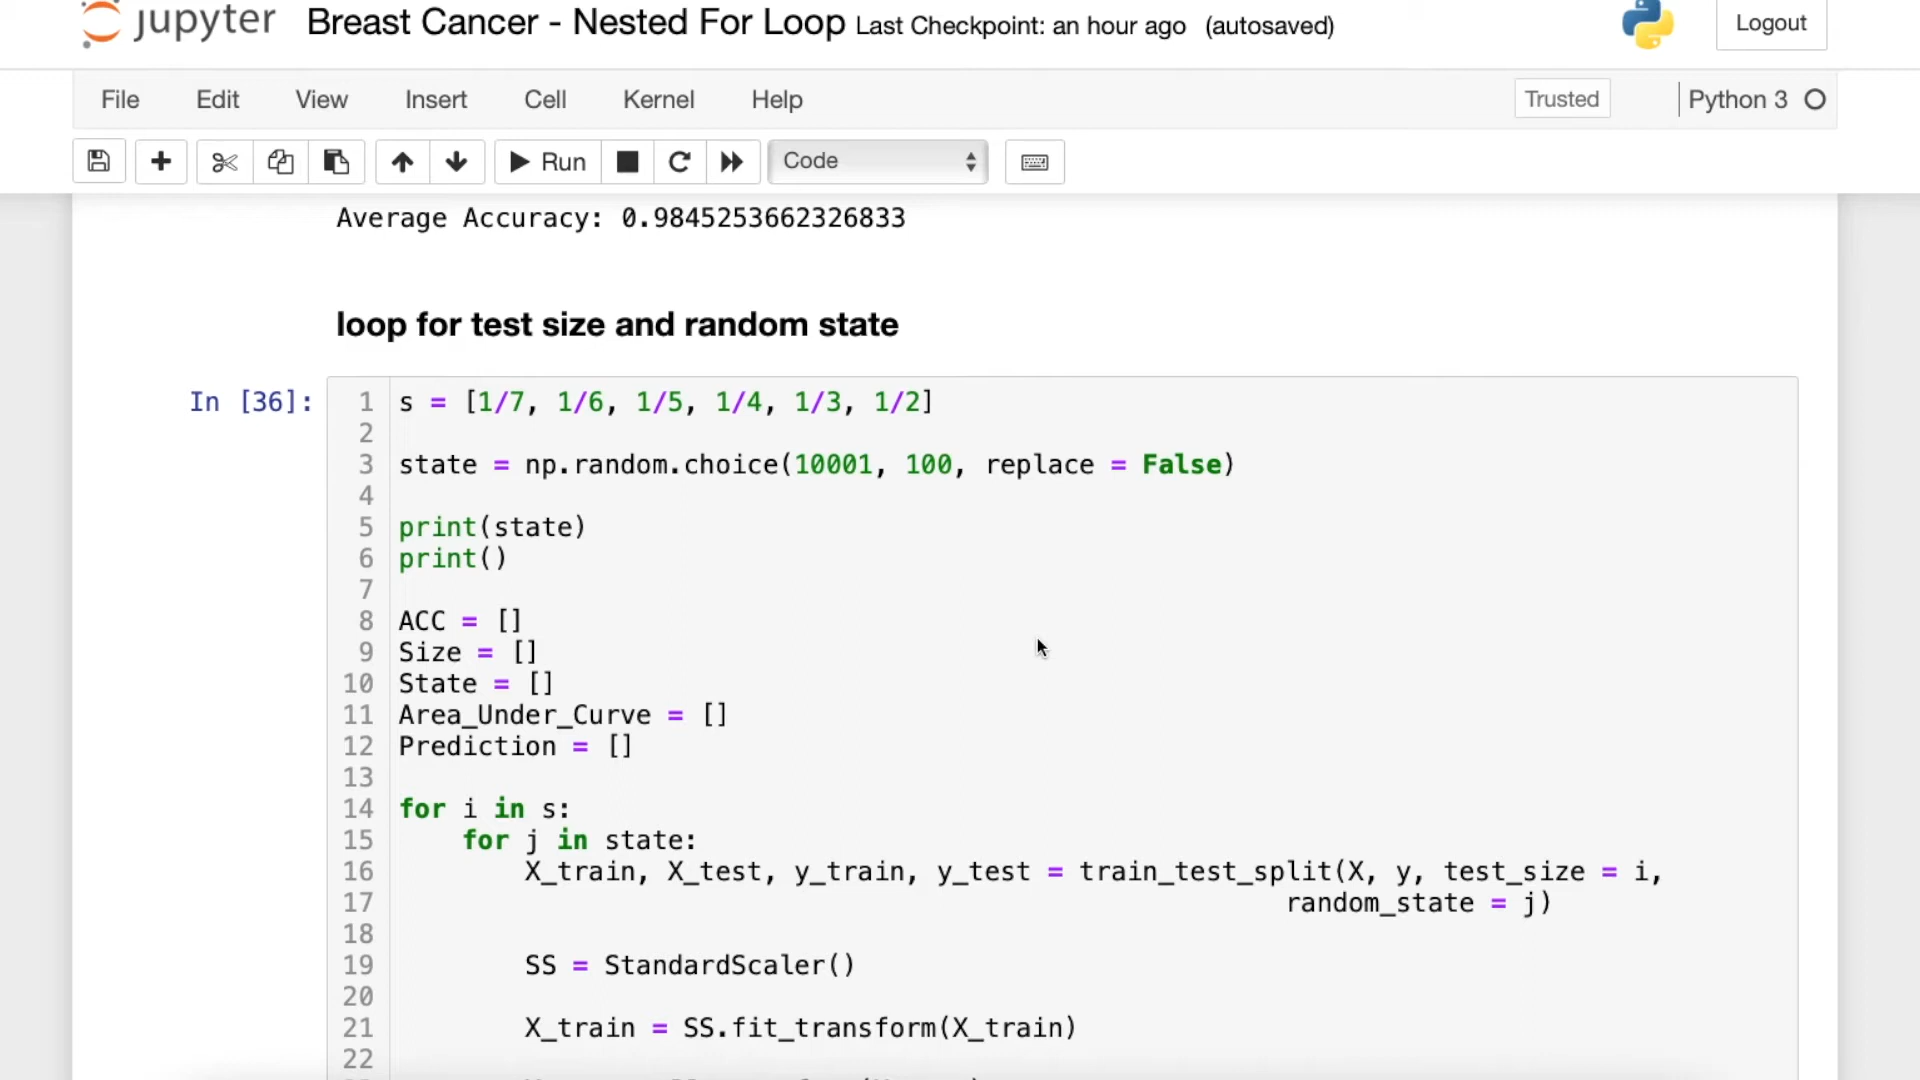 jupyter Breast Cancer - Nested For Loop Last Checkpoint: an hour ago (autosaved) Logout
File Edit View Insert Cell Kernel Help Trusted Python 3
Run Code
Average Accuracy: 0.9845253662326833
loop for test size and random state
In [36]:
1 s = [1/7, 1/6, 1/5, 1/4, 1/3, 1/2]
2
3 state = np.random.choice(10001, 100, replace = False)
4
5 print(state)
6 print()
7
8 ACC = []
9 Size = []
10 State = []
11 Area_Under_Curve = []
12 Prediction = []
13
14 for i in s:
15     for j in state:
16         X_train, X_test, y_train, y_test = train_test_split(X, y, test_size = i,
17                                                         random_state = j)
18
19         SS = StandardScaler()
20
21         X_train = SS.fit_transform(X_train)
22